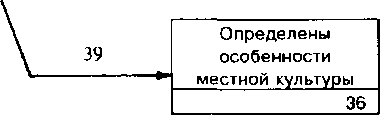 39
Определены
особенности
местной культуры
36